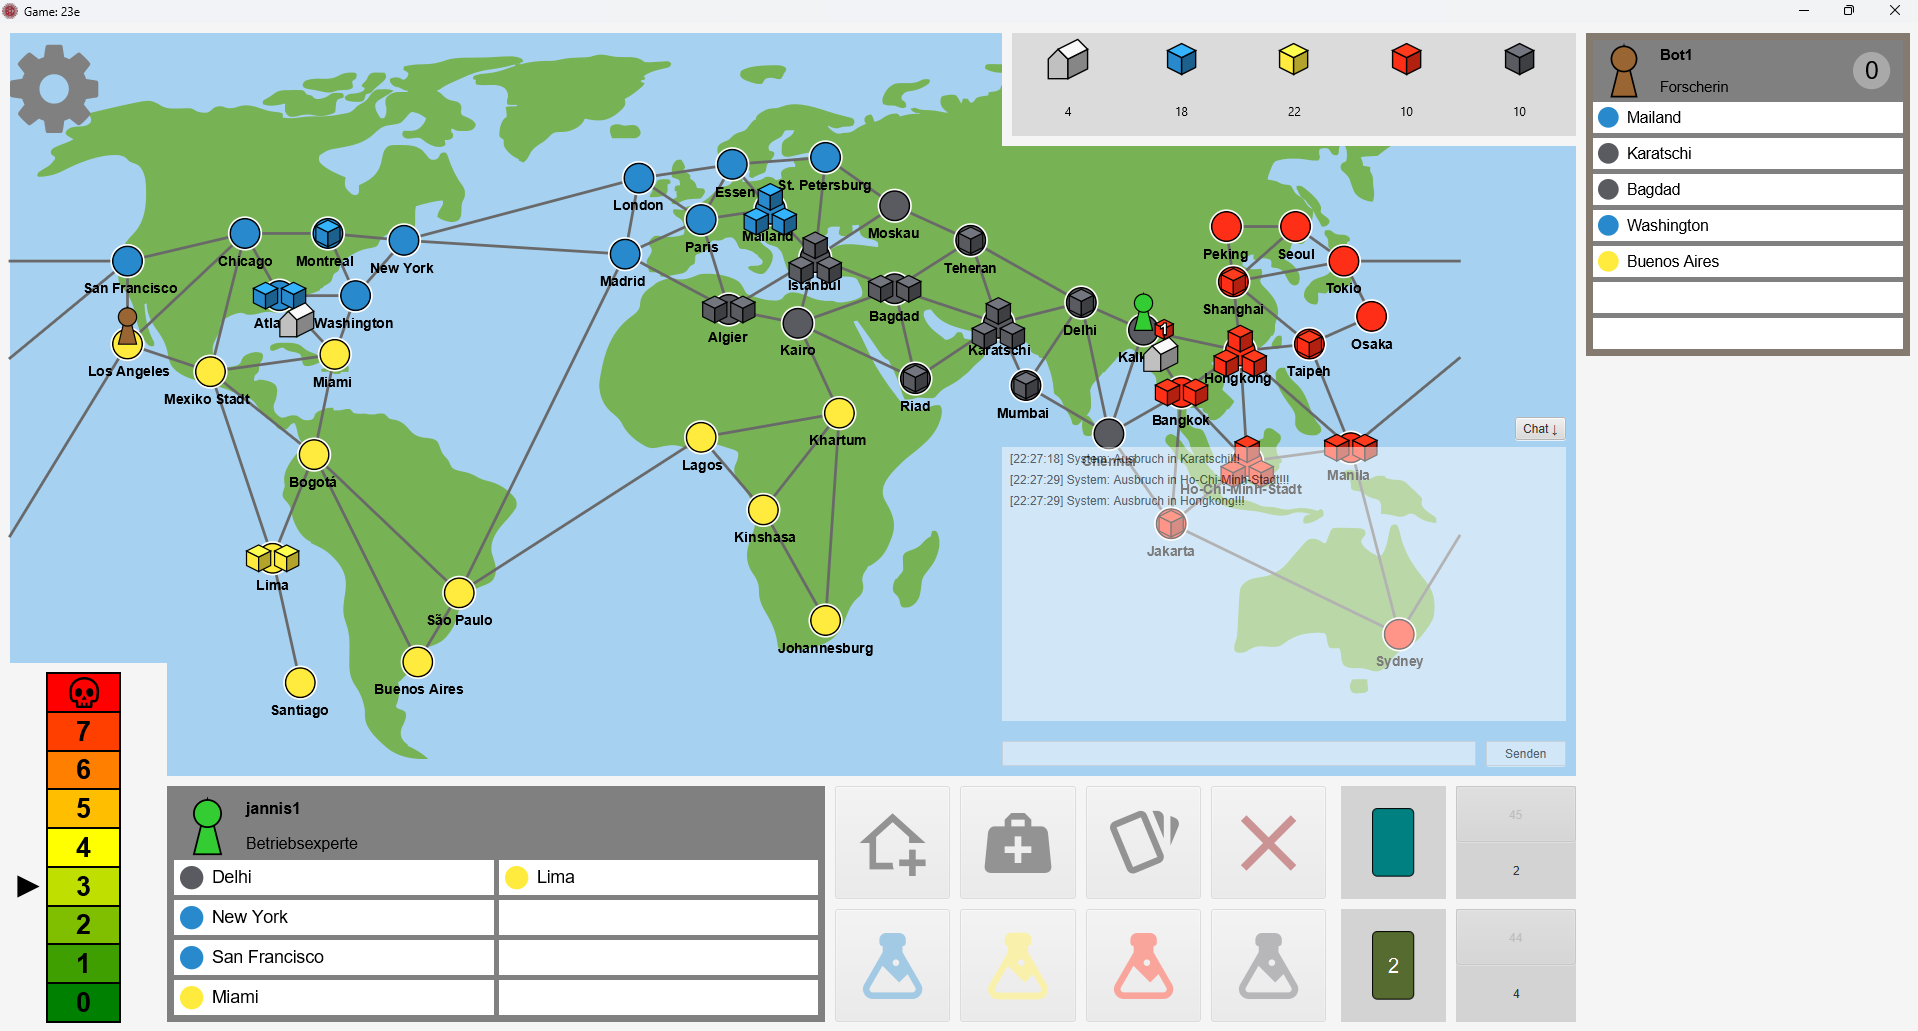 Game: 23e
4
18
22
10
10
Bot1
Forscherin
0
Mailand
Karatschi
Bagdad
Washington
Buenos Aires
London
Essen
St. Petersburg
Paris
Mailand
Moskau
San Francisco
Chicago
Montreal
New York
Madrid
Istanbul
Teheran
Peking
Seoul
Tokio
Shanghai
Washington
Algier
Kairo
Bagdad
Karatschi
Delhi
1
Osaka
Los Angeles
Mexiko Stadt
Miami
Riad
Mumbai
Hongkong
Taipeh
Bangkok
Bogotá
Lagos
Khartum
Chennai
Ho-Chi-Minh-Stadt
Manila
Kinshasa
Jakarta
Lima
São Paulo
Johannesburg
Sydney
Buenos Aires
Santiago
Chat ↓
[22:27:18] System: Ausbruch in Karatschi!!!
[22:27:29] System: Ausbruch in Ho-Chi-Minh-Stadt!!!
[22:27:29] System: Ausbruch in Hongkong!!!
Senden
7
6
5
4
3
2
1
0
jannis1
Betriebsexperte
Delhi
Lima
New York
San Francisco
Miami
45
2
2
44
4